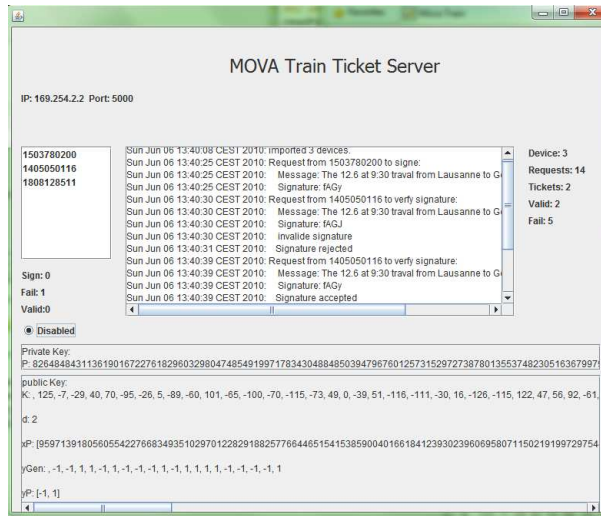 MOVA Train Ticket Server
IP: 169.254.2.2 Port: 5000
1503780200
1405050116
1808128511
Sun Jun 06 13:40:08 CEST 2010: imported 3 devices.
Sun Jun 06 13:40:25 CEST 2010: Request from 1503780200 to signe:
Sun Jun 06 13:40:25 CEST 2010: Message: The 12.6 at 9:30 traval from Lausanne to G
Sun Jun 06 13:40:25 CEST 2010: Signature: fAGy
Sun Jun 06 13:40:30 CEST 2010: Request from 1405050116 to verfy signature:
Sun Jun 06 13:40:30 CEST 2010: Message: The 12.6 at 9:30 traval from Lausanne to G
Sun Jun 06 13:40:30 CEST 2010: Signature: fAGJ
Sun Jun 06 13:40:30 CEST 2010: invalide signature
Sun Jun 06 13:40:31 CEST 2010: Signature rejected
Sun Jun 06 13:40:39 CEST 2010: Request from 1405050116 to verfy signature:
Sun Jun 06 13:40:39 CEST 2010: Message: The 12.6 at 9:30 traval from Lausanne to G
Sun Jun 06 13:40:39 CEST 2010: Signature: fAGy
Sun Jun 06 13:40:39 CEST 2010: Signature accepted
Device: 3
Requests: 14
Tickets: 2
Valid: 2
Fail: 5
Sign: 0
Fail: 1
Valid:0
Disabled
Private Key:
P:
public Key:
K: , 125, -7, -29, 40, 70, -95, -26, 5, -89, -60, 101, -65, -100, -70, -115, -73, 49, 0, -39, 51, -116, -111, -30, 16, -126, -115, 122, 47, 56, 92, -61,
d: 2
xP:
yGen: , -1, -1, 1, 1, -1, 1, -1, -1, -1, 1, -1, 1, 1, 1, 1, -1, -1, -1, -1, 1
yP: [-1, 1]